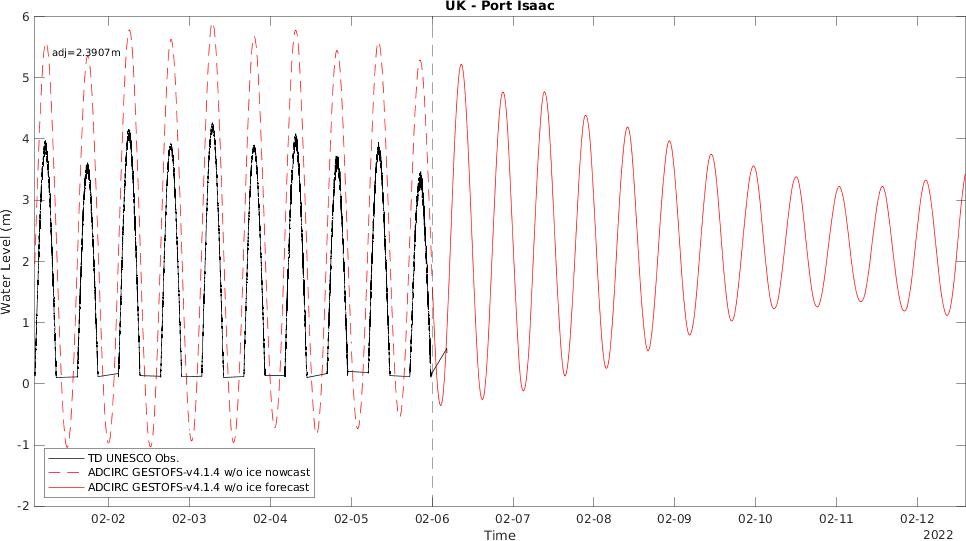 UK - Port Isaac
6
adj=2.3907m
5
4
3
2
1
0
-1
-2
Water Level (m)
TD UNESCO Obs.
ADCIRC GESTOFS-v4.1.4 w/o ice nowcast
ADCIRC GESTOFS-v4.1.4 w/o ice forecast
02-02 02-03 02-04 02-05 02-06 02-07 02-08 02-09 02-10 02-11 02-12
Time
2022